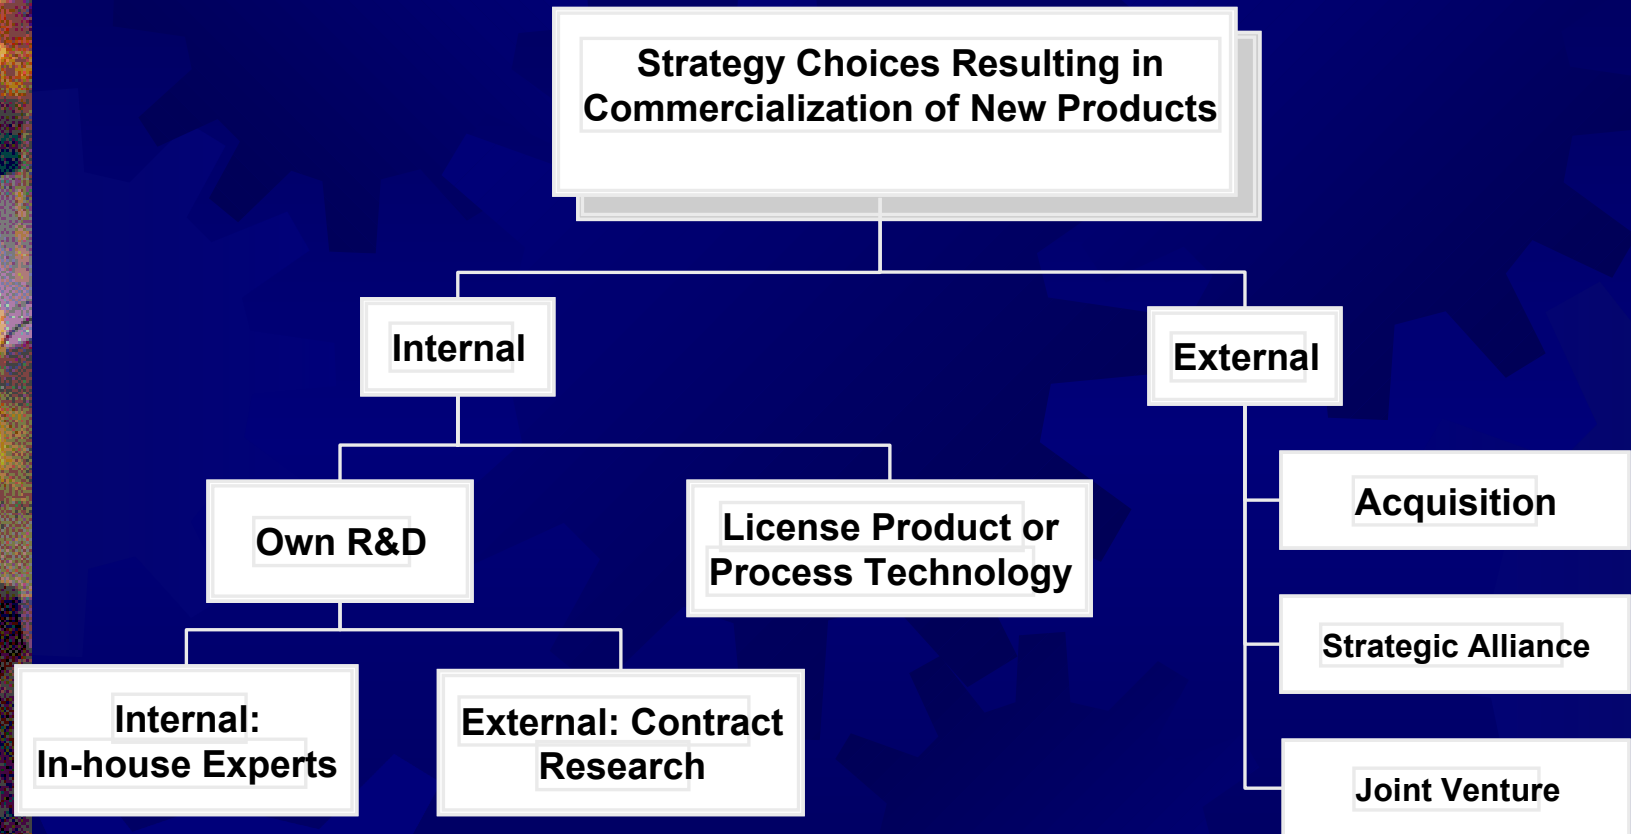 Strategy Choices Resulting in
Commercialization of New Products
Internal
External
Own R&D
License Product or
Process Technology
Acquisition
Strategic Alliance
Internal:
In-house Experts
External: Contract
Research
Joint Venture